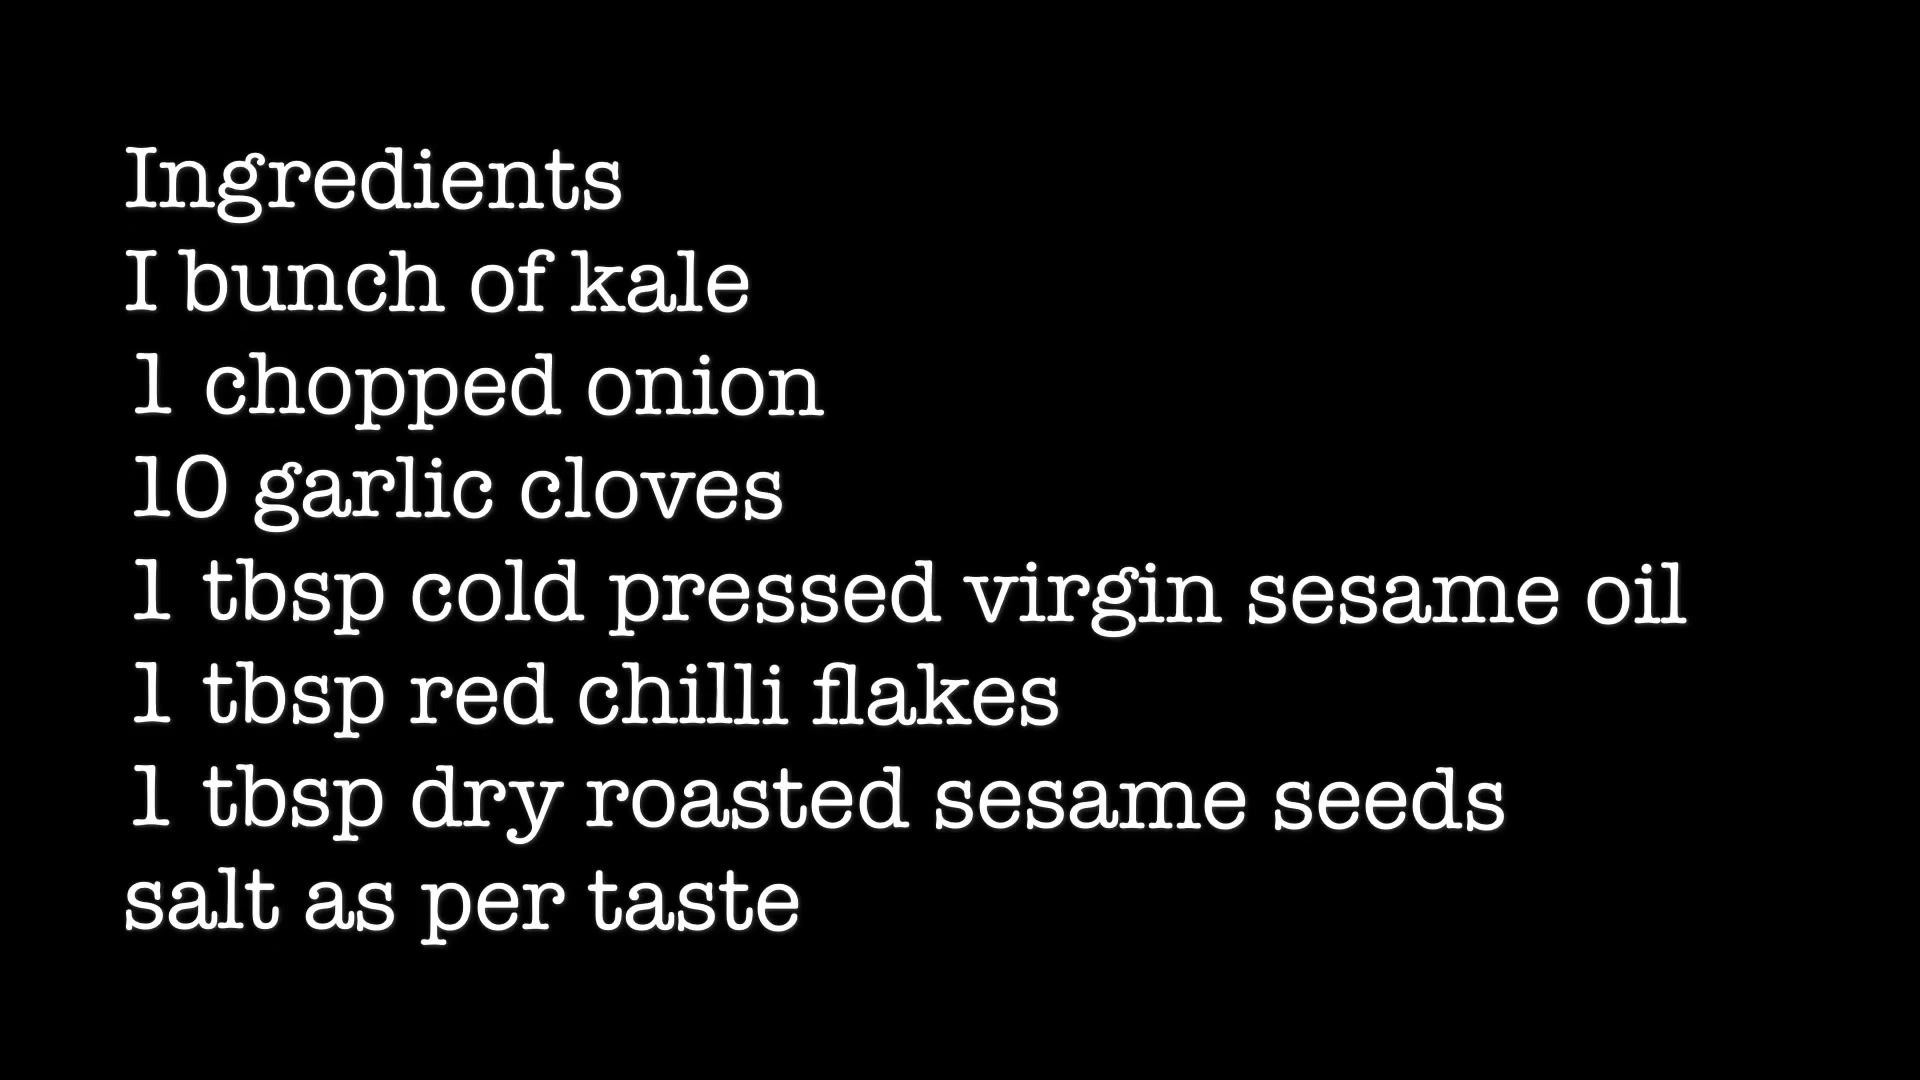 Ingredients
I bunch of kale
1 chopped onion
10 garlic cloves
1 tbsp cold pressed virgin sesame oil
1 tbsp red chilli flakes
1 tbsp dry roasted sesame seeds
salt as per taste